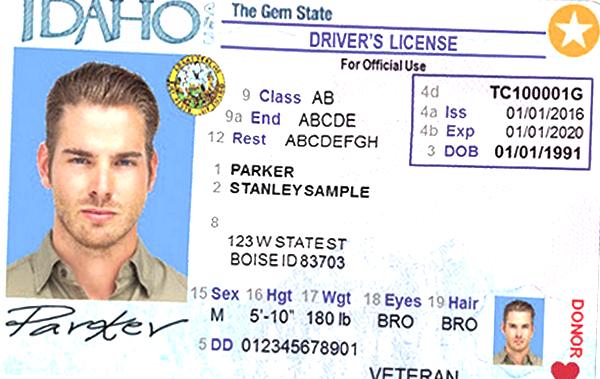 IDAHO
USA
The Gem State
DRIVER'S LICENSE
For Official Use
9 Class AB
9a End ABCDE
12 Rest ABCDEFGH
4d TC100001G
4a Iss 01/01/2016
4b Exp 01/01/2020
3 DOB 01/01/1991
1 PARKER
2 STANLEY SAMPLE
8
123 W STATE ST
BOISE ID 83703
15 Sex 16 Hgt 17 Wgt 18 Eyes 19 Hair
M 5'-10" 180 lb BRO BRO
5 DD 012345678901
Parker
DONOR
VETERAN